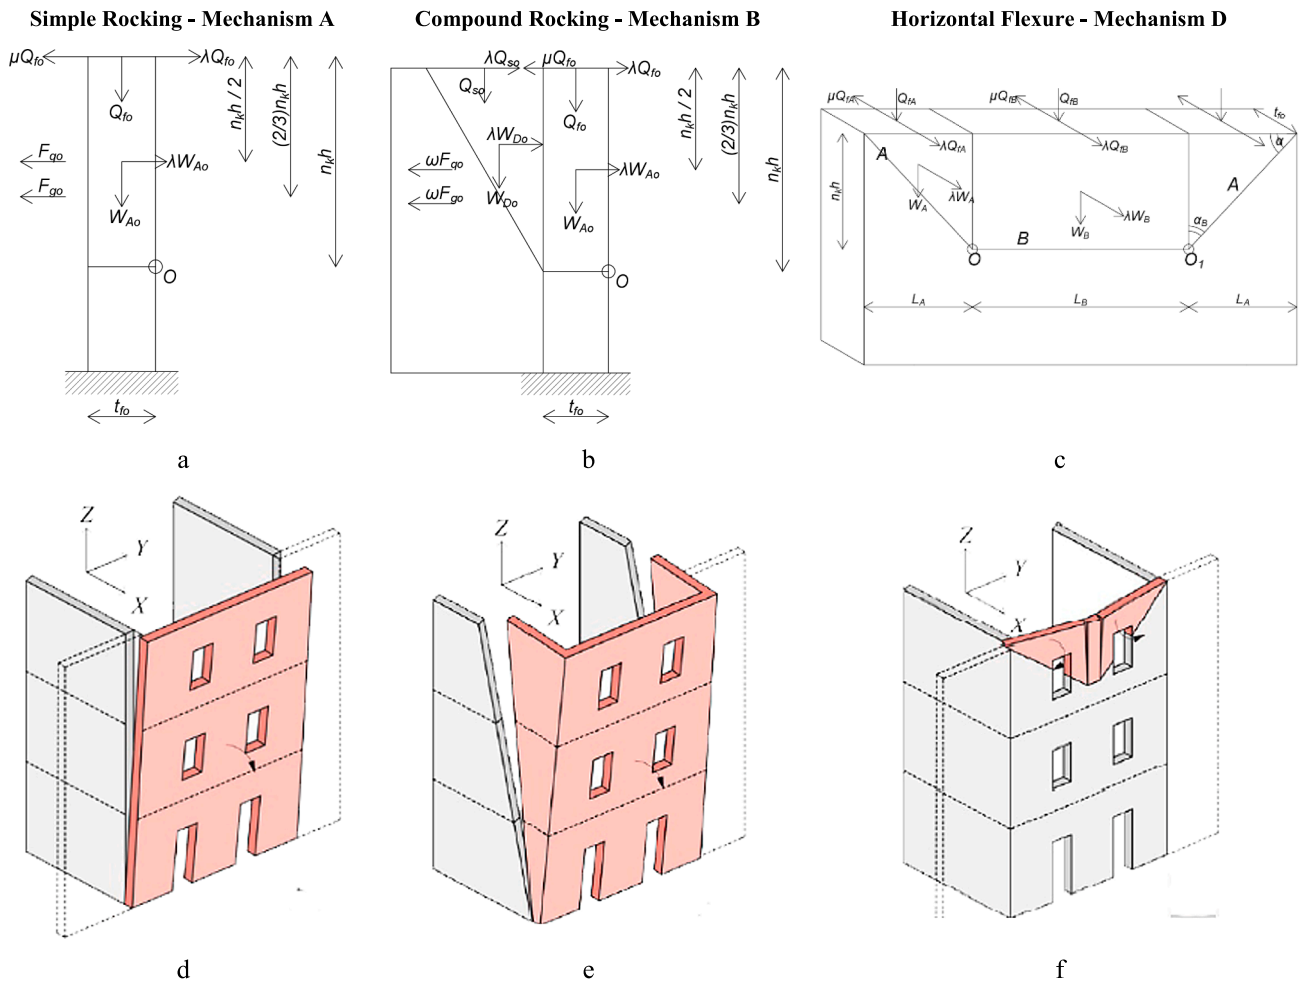 Simple Rocking - Mechanism A
Compound Rocking - Mechanism B
Horizontal Flexure - Mechanism D
μQfo
λQfo
Qfo
Fqo
Fgo
λWAo
WAo
O
tfo
nkh / 2
(2/3)nkh
nkh
a
λQso
μQfo
λQfo
Qso
Qfo
λWDo
ωFqo
ωFgo
WDo
λWAo
WAo
O
tfo
nkh / 2
(2/3)nkh
nkh
b
μQfA
QfA
μQfB
QfB
tfo
λQfA
λQfB
α
A
A
nkh
WA
λWA
WB
λWB
αB
B
O
O1
LA
LB
LA
c
Z
Y
X
d
Z
Y
X
e
Z
Y
X
f